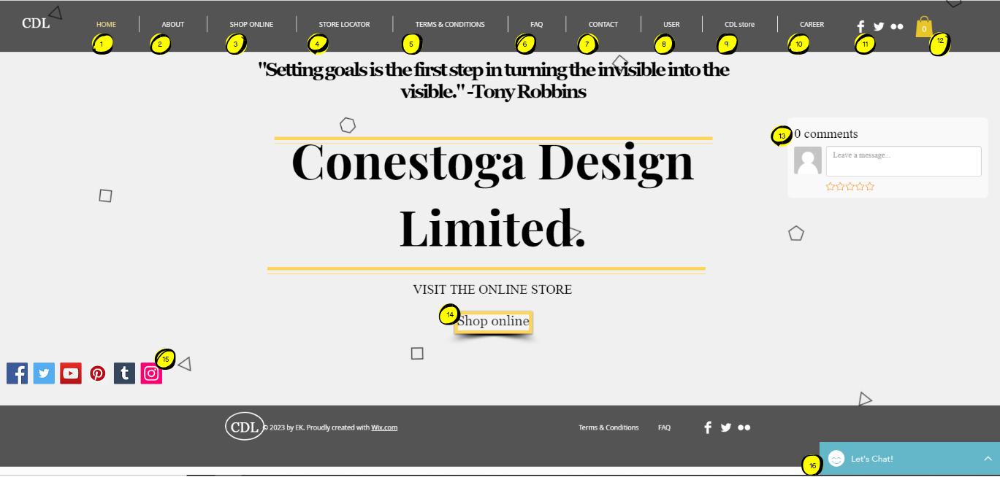 CDL
HOME ABOUT SHOP ONLINE STORE LOCATOR TERMS & CONDITIONS FAQ CONTACT USER CDL store CAREER
0
1 2 3 4 5 6 7 8 9 10 11 12
"Setting goals is the first step in turning the invisible into the
visible." -Tony Robbins
13
0 comments
Leave a message...
Conestoga Design
Limited.
VISIT THE ONLINE STORE
14
Shop online
15
CDL
© 2023 by EK. Proudly created with Wix.com
Terms & Conditions FAQ
16
Let's Chat!